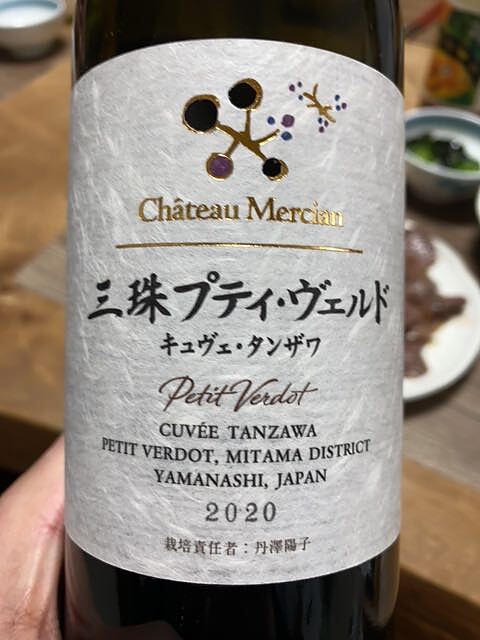 Château Mercian
三珠プティ・ヴェルド
キュヴェ・タンザワ
Petit Verdot
CUVÉE TANZAWA
PETIT VERDOT, MITAMA DISTRICT
YAMANASHI, JAPAN
2020
栽培責任者：丹澤陽子